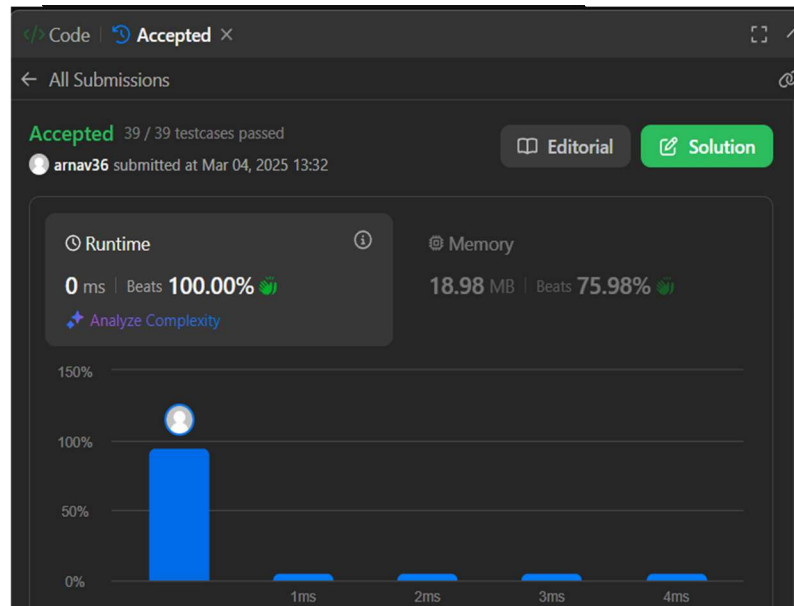 </> Code | Accepted ×
← All Submissions
Accepted 39 / 39 testcases passed
arnav36 submitted at Mar 04, 2025 13:32
Editorial
Solution
Runtime
0 ms | Beats 100.00%
Analyze Complexity
Memory
18.98 MB | Beats 75.98%
150%
100%
50%
0%
1ms 2ms 3ms 4ms